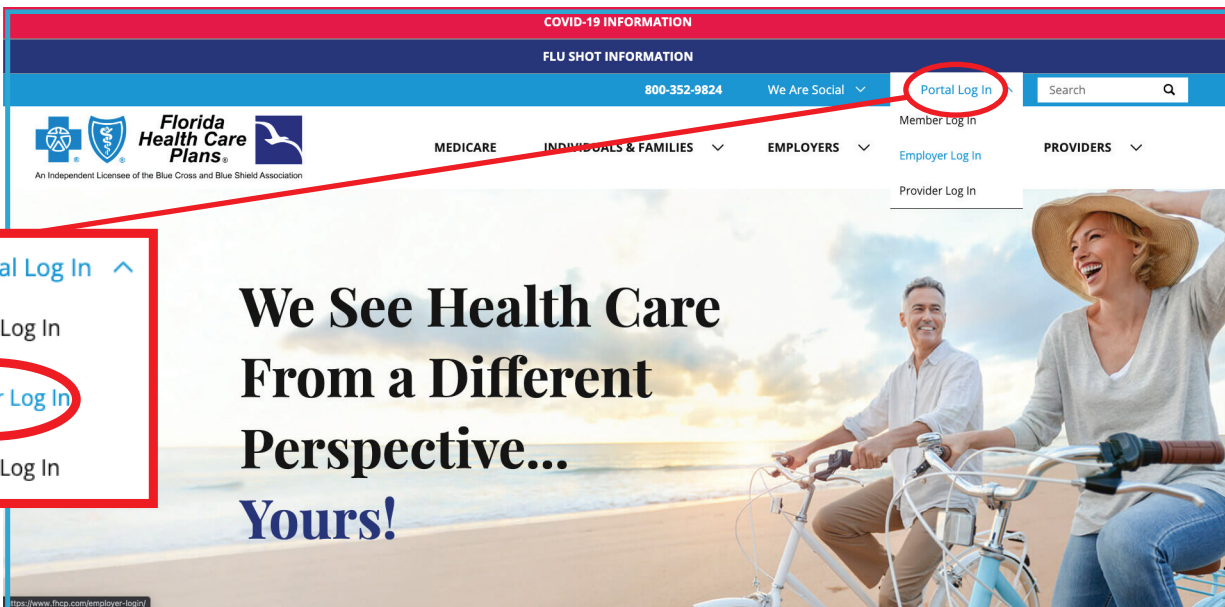 COVID-19 INFORMATION
FLU SHOT INFORMATION
800-352-9824 We Are Social Portal Log In Search
Member Log In
Employer Log In
Provider Log In
Florida
Health Care
Plans®
An Independent Licensee of the Blue Cross and Blue Shield Association
MEDICARE INDIVIDUALS & FAMILIES EMPLOYERS PROVIDERS
al Log In
Log In
r Log In
Log In
We See Health Care
From a Different
Perspective...
Yours!
ttps://www.fhcp.com/employer-login/